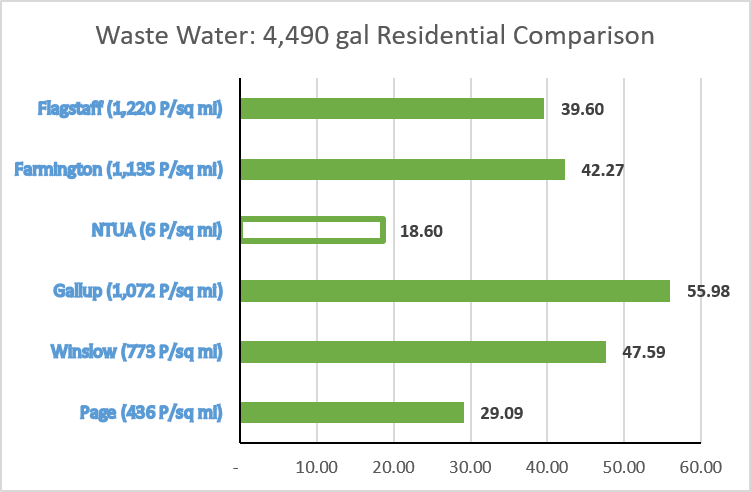 Waste Water: 4,490 gal Residential Comparison
Flagstaff (1,220 P/sq mi)
39.60
Farmington (1,135 P/sq mi)
42.27
NTUA (6 P/sq mi)
18.60
Gallup (1,072 P/sq mi)
55.98
Winslow (773 P/sq mi)
47.59
Page (436 P/sq mi)
29.09
- 10.00 20.00 30.00 40.00 50.00 60.00